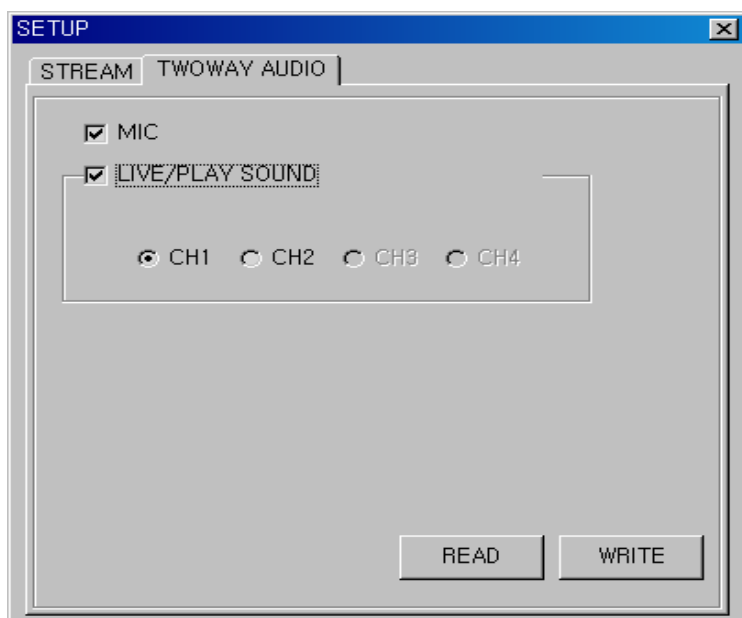 SETUP
STREAM TWOWAY AUDIO
MIC
LIVE/PLAY SOUND
CH1 CH2 CH3 CH4
READ WRITE